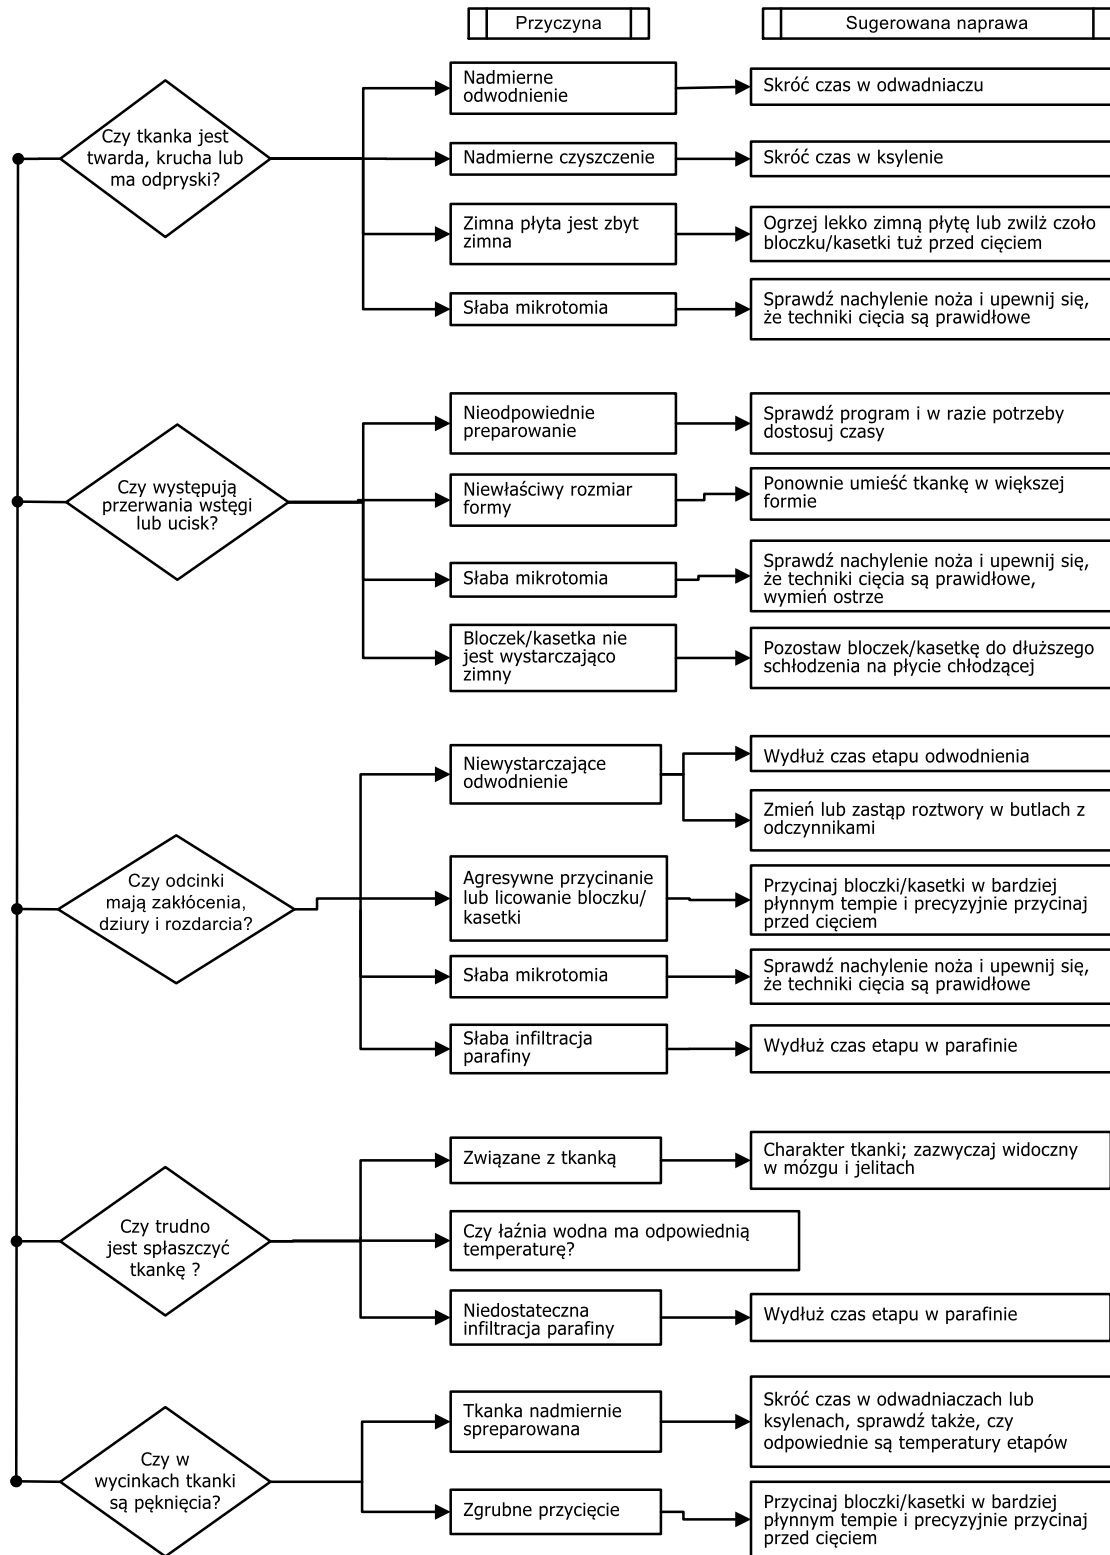 Przyczyna
Sugerowana naprawa
Czy tkanka jest
twarda, krucha lub
ma odpryski?
Nadmierne
odwodnienie
Skróć czas w odwadniaczu
Nadmierne czyszczenie
Skróć czas w ksylenie
Zimna płyta jest zbyt
zimna
Ogrzej lekko zimną płytę lub zwilż czoło
bloczku/kasetki tuż przed cięciem
Słaba mikrotomia
Sprawdź nachylenie noża i upewnij się,
że techniki cięcia są prawidłowe
Czy występują
przerwania wstęgi
lub ucisk?
Nieodpowiednie
preparowanie
Sprawdź program i w razie potrzeby
dostosuj czasy
Niewłaściwy rozmiar
formy
Ponownie umieść tkankę w większej
formie
Słaba mikrotomia
Sprawdź nachylenie noża i upewnij się,
że techniki cięcia są prawidłowe,
wymień ostrze
Bloczek/kasetka nie
jest wystarczająco
zimny
Pozostaw bloczek/kasetkę do dłuższego
schłodzenia na płycie chłodzącej
Czy odcinki
mają zakłócenia,
dziury i rozdarcia?
Niewystarczające
odwodnienie
Wydłuż czas etapu odwodnienia
Zmień lub zastąp roztwory w butlach z
odczynnikami
Agresywne przycinanie
lub licowanie bloczku/
kasetki
Przycinaj bloczki/kasetki w bardziej
płynnym tempie i precyzyjnie przycinaj
przed cięciem
Słaba mikrotomia
Sprawdź nachylenie noża i upewnij się,
że techniki cięcia są prawidłowe
Słaba infiltracja
parafiny
Wydłuż czas etapu w parafinie
Czy trudno
jest spłaszczyć
tkankę ?
Związane z tkanką
Charakter tkanki; zazwyczaj widoczny
w mózgu i jelitach
Czy łaźnia wodna ma odpowiednią
temperaturę?
Niedostateczna
infiltracja parafiny
Wydłuż czas etapu w parafinie
Czy w
wycinkach tkanki
są pęknięcia?
Tkanka nadmiernie
spreparowana
Skróć czas w odwadniaczach lub
ksylenach, sprawdź także, czy
odpowiednie są temperatury etapów
Zgrubne przycięcie
Przycinaj bloczki/kasetki w bardziej
płynnym tempie i precyzyjnie przycinaj
przed cięciem